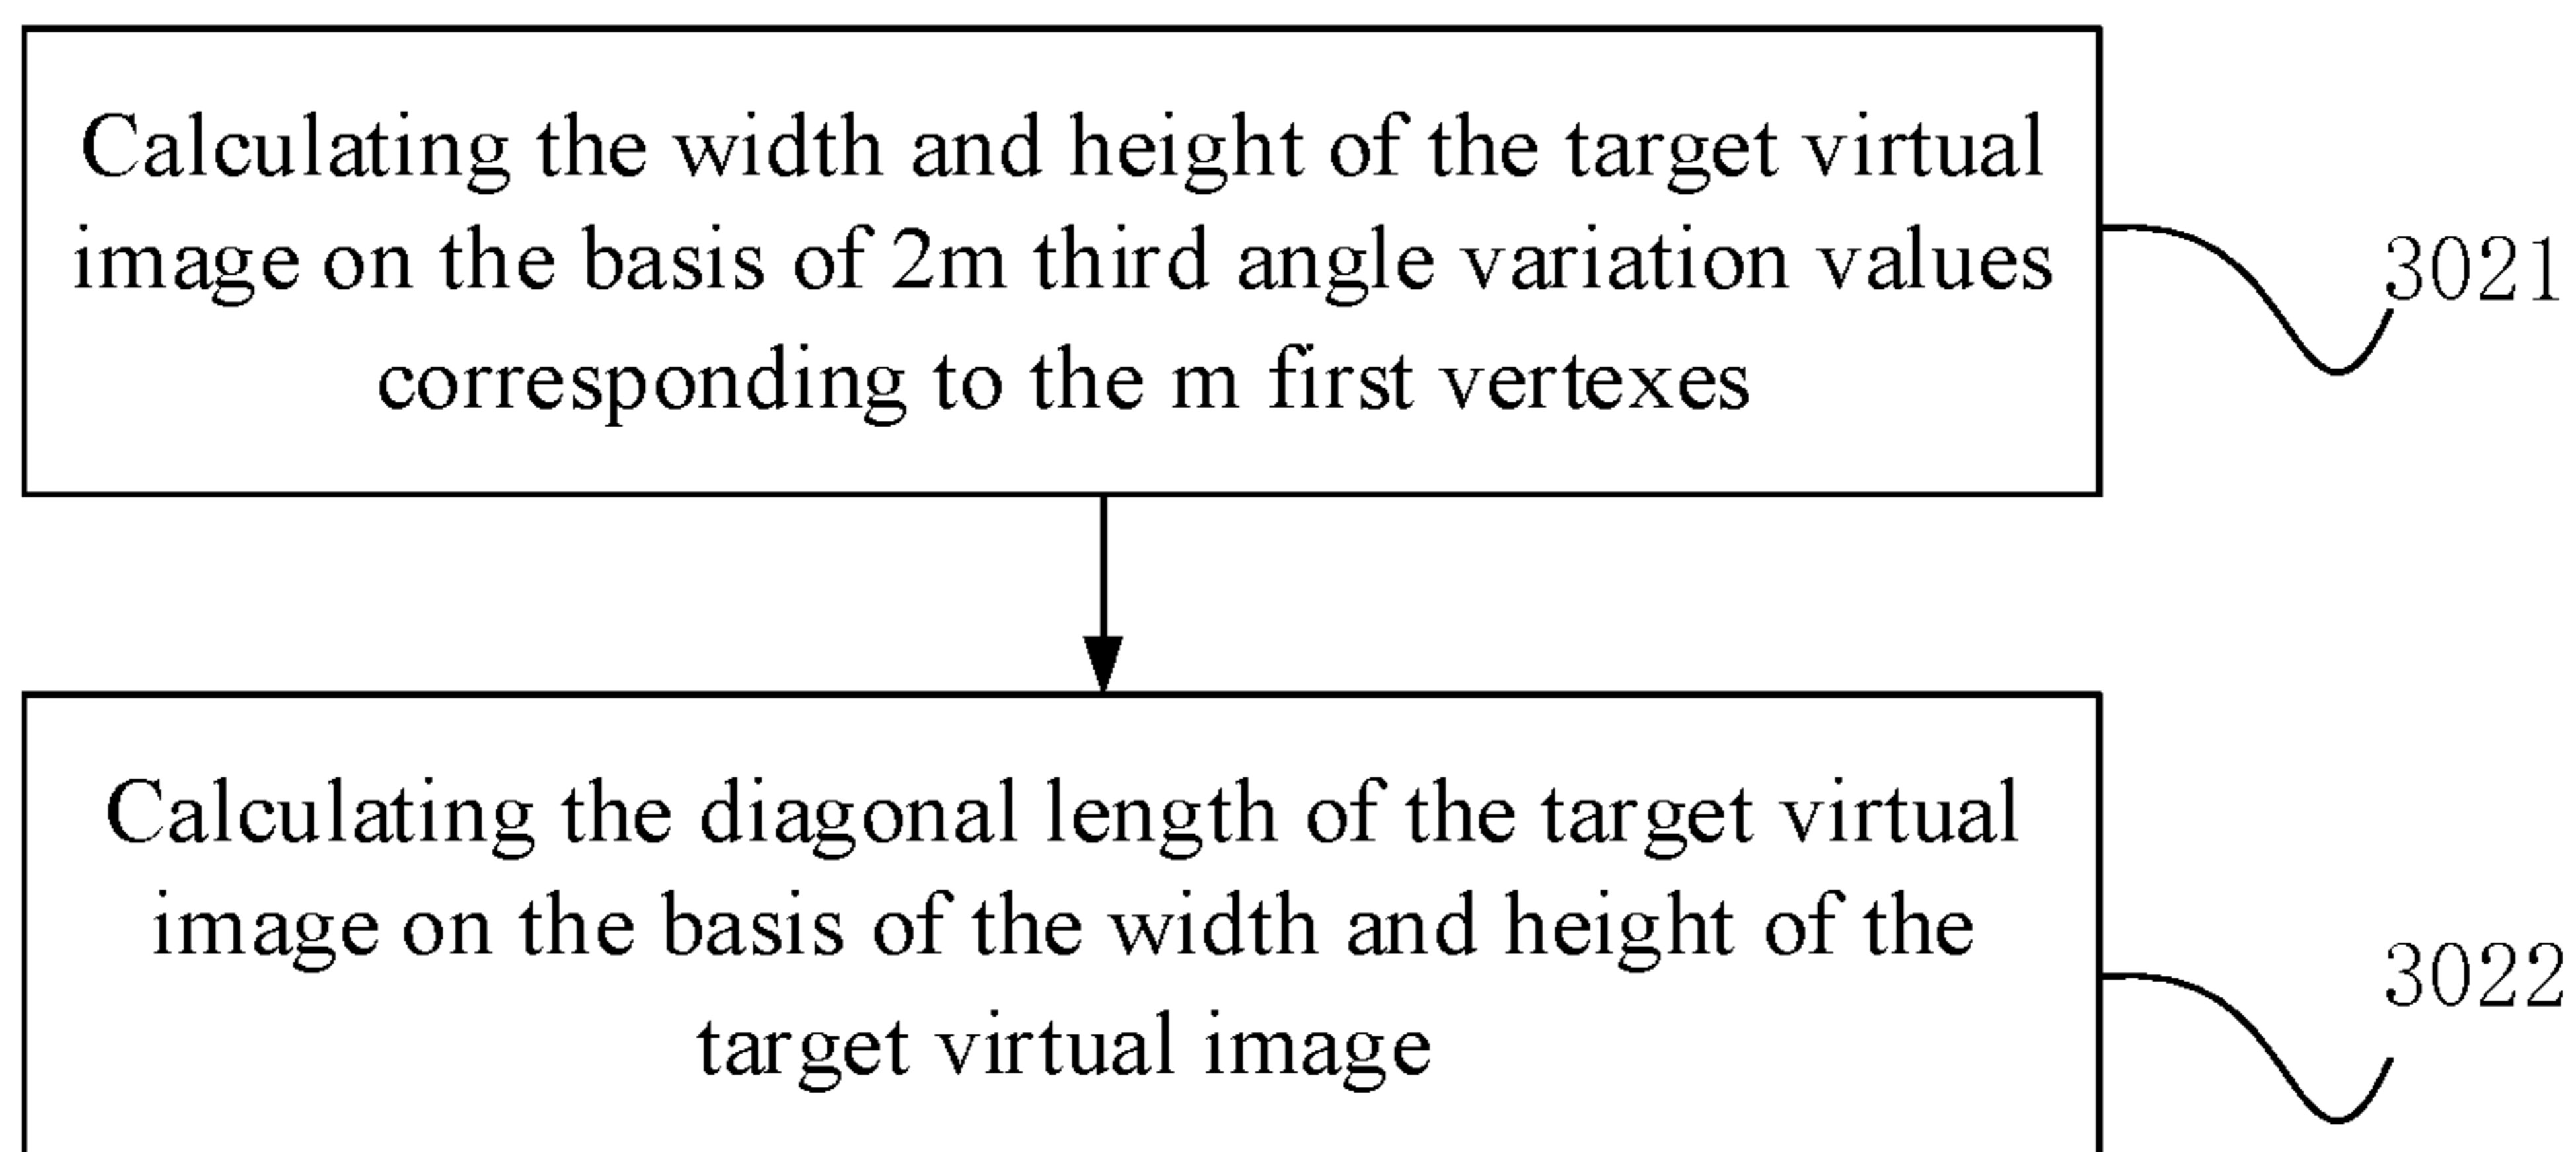 Calculating the width and height of the target virtual
image on the basis of 2m third angle variation values
corresponding to the m first vertexes
3021
Calculating the diagonal length of the target virtual
image on the basis of the width and height of the
target virtual image
3022